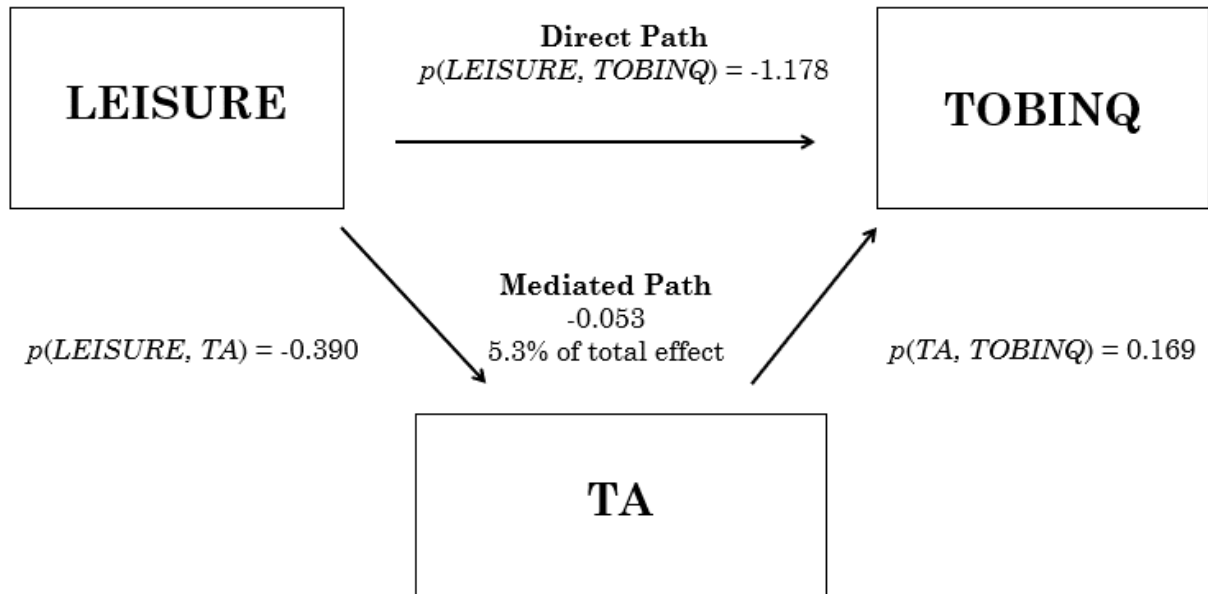 Direct Path
p(LEISURE, TOBINQ) = -1.178
LEISURE
TOBINQ
Mediated Path
-0.053
5.3% of total effect
p(LEISURE, TA) = -0.390
p(TA, TOBINQ) = 0.169
TA